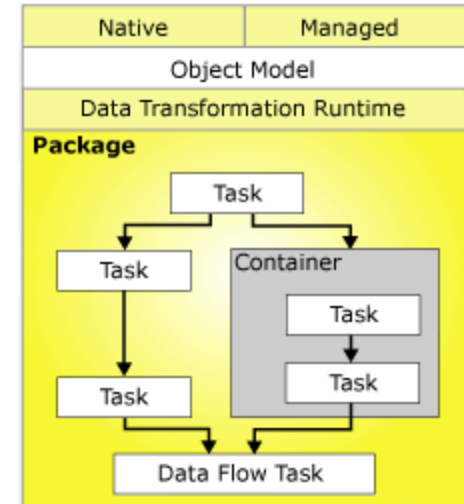 Native Managed
Object Model
Data Transformation Runtime
Package
Task
Task
Container
Task
Task
Task
Data Flow Task